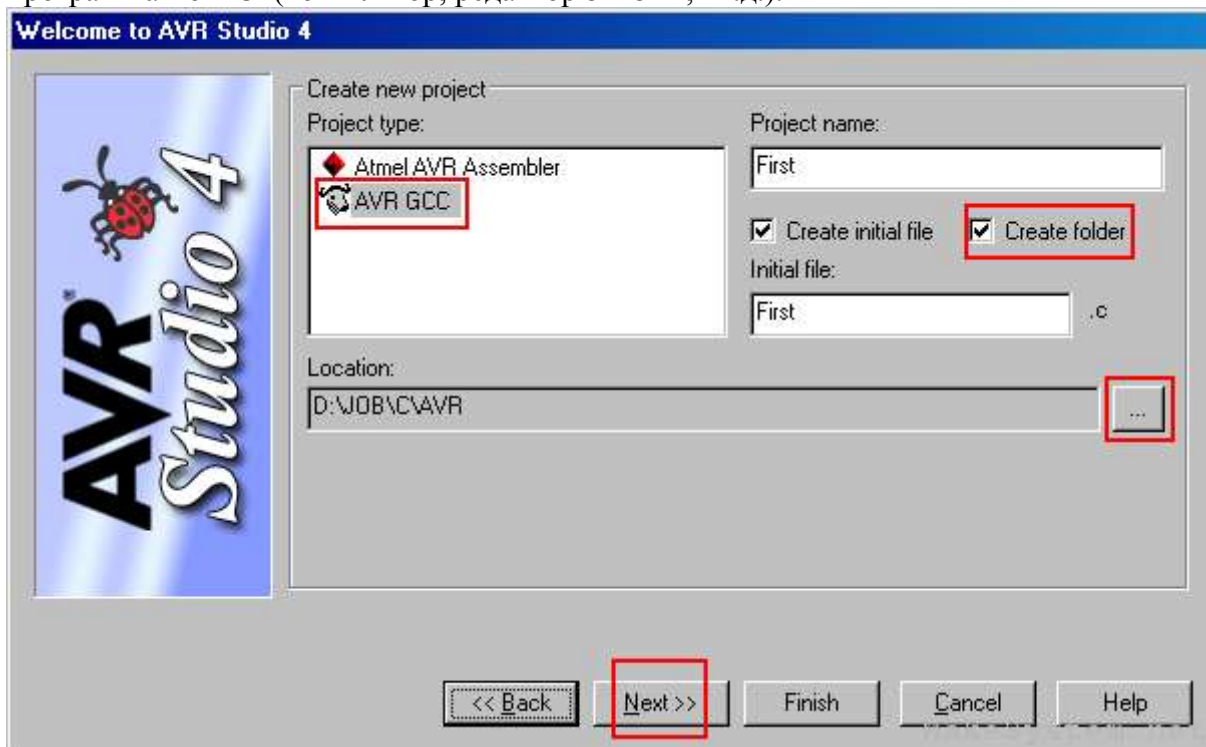 Welcome to AVR Studio 4
AVR® Studio 4
Create new project
Project type:
Atmel AVR Assembler
AVR GCC
Project name:
First
Create initial file
Create folder
Initial file:
First .c
Location:
D:\JOB\C\AVR
...
<< Back
Next >>
Finish
Cancel
Help